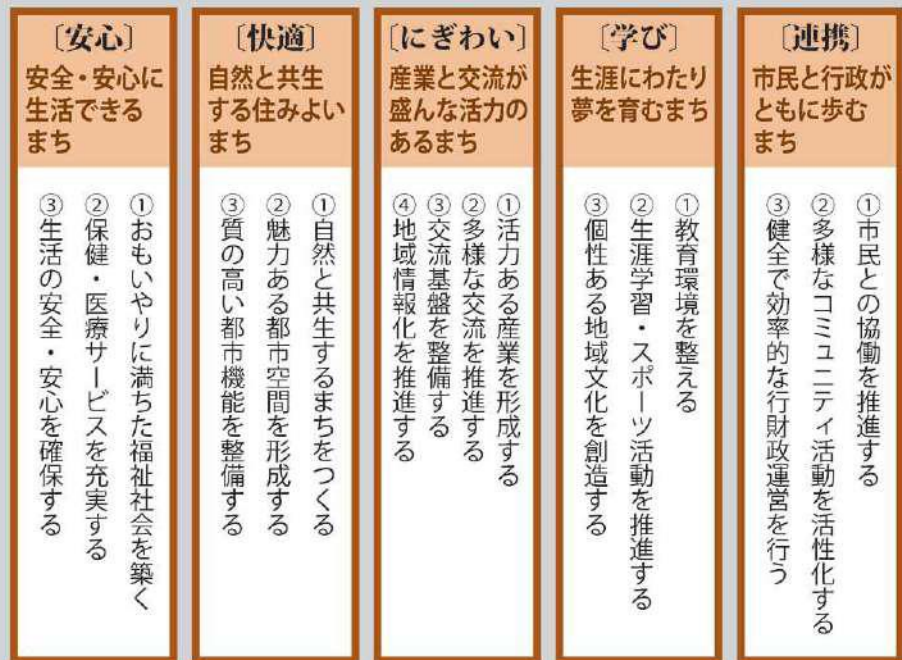 〔安心〕
安全・安心に
生活できる
まち
①おもいやりに満ちた福祉社会を築く
②保健・医療サービスを充実する
③生活の安全・安心を確保する
〔快適〕
自然と共生
する住みよい
まち
①自然と共生するまちをつくる
②魅力ある都市空間を形成する
③質の高い都市機能を整備する
〔にぎわい〕
産業と交流が
盛んな活力の
あるまち
①活力ある産業を形成する
②多様な交流を推進する
③交流基盤を整備する
④地域情報化を推進する
〔学び〕
生涯にわたり
夢を育むまち
①教育環境を整える
②生涯学習・スポーツ活動を推進する
③個性ある地域文化を創造する
〔連携〕
市民と行政が
ともに歩む
まち
①市民との協働を推進する
②多様なコミュニティ活動を活性化する
③健全で効率的な行財政運営を行う